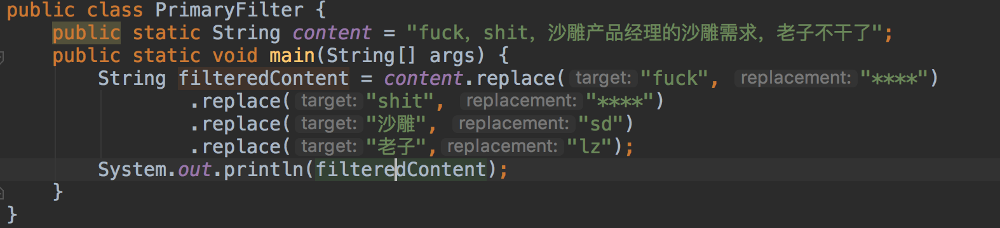 public class PrimaryFilter {
public static String content = "fuck，shit，沙雕产品经理的沙雕需求，老子不干了";
public static void main(String[] args) {
String filteredContent = content.replace( target: "fuck", replacement: "****")
.replace( target: "shit", replacement: "****")
.replace( target: "沙雕", replacement: "sd")
.replace( target: "老子", replacement: "lz");
System.out.println(filteredContent);
}
}